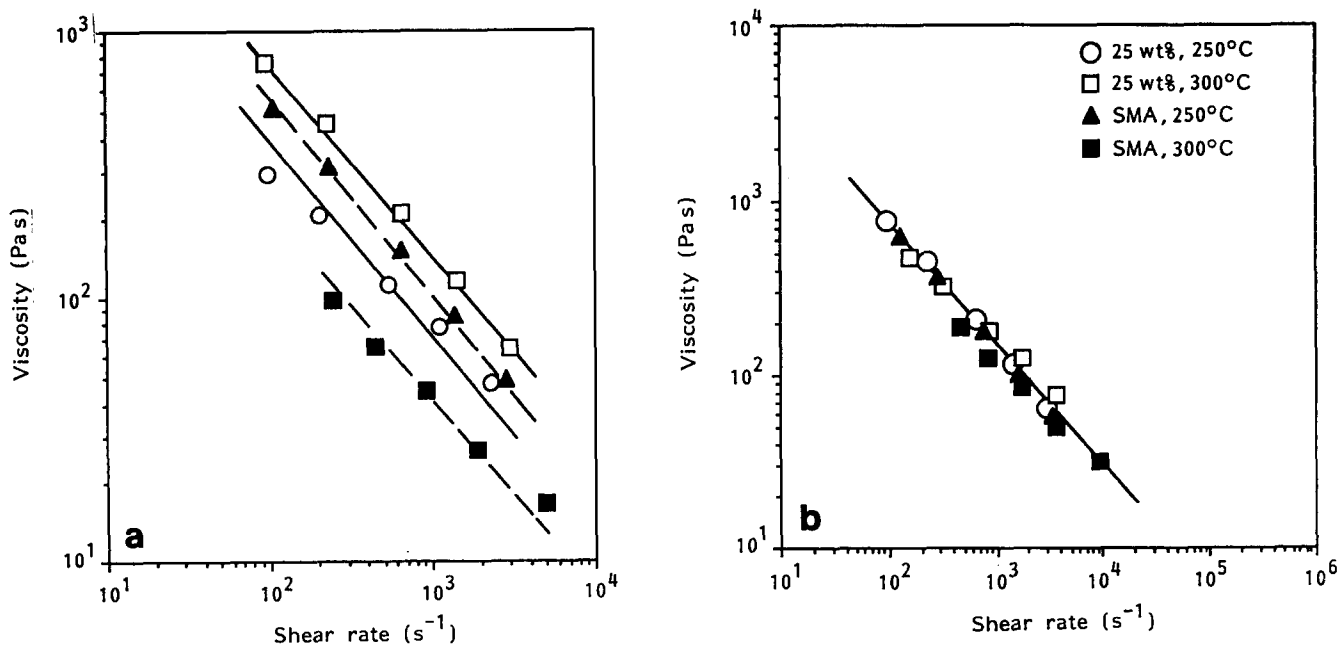 10³
10²
10¹
Viscosity (Pa s)
a
10¹
10²
10³
10⁴
Shear rate (s⁻¹)
10⁴
10³
10²
10¹
Viscosity (Pa s)
25 wt%, 250°C
25 wt%, 300°C
SMA, 250°C
SMA, 300°C
b
10¹
10²
10³
10⁴
10⁵
10⁶
Shear rate (s⁻¹)